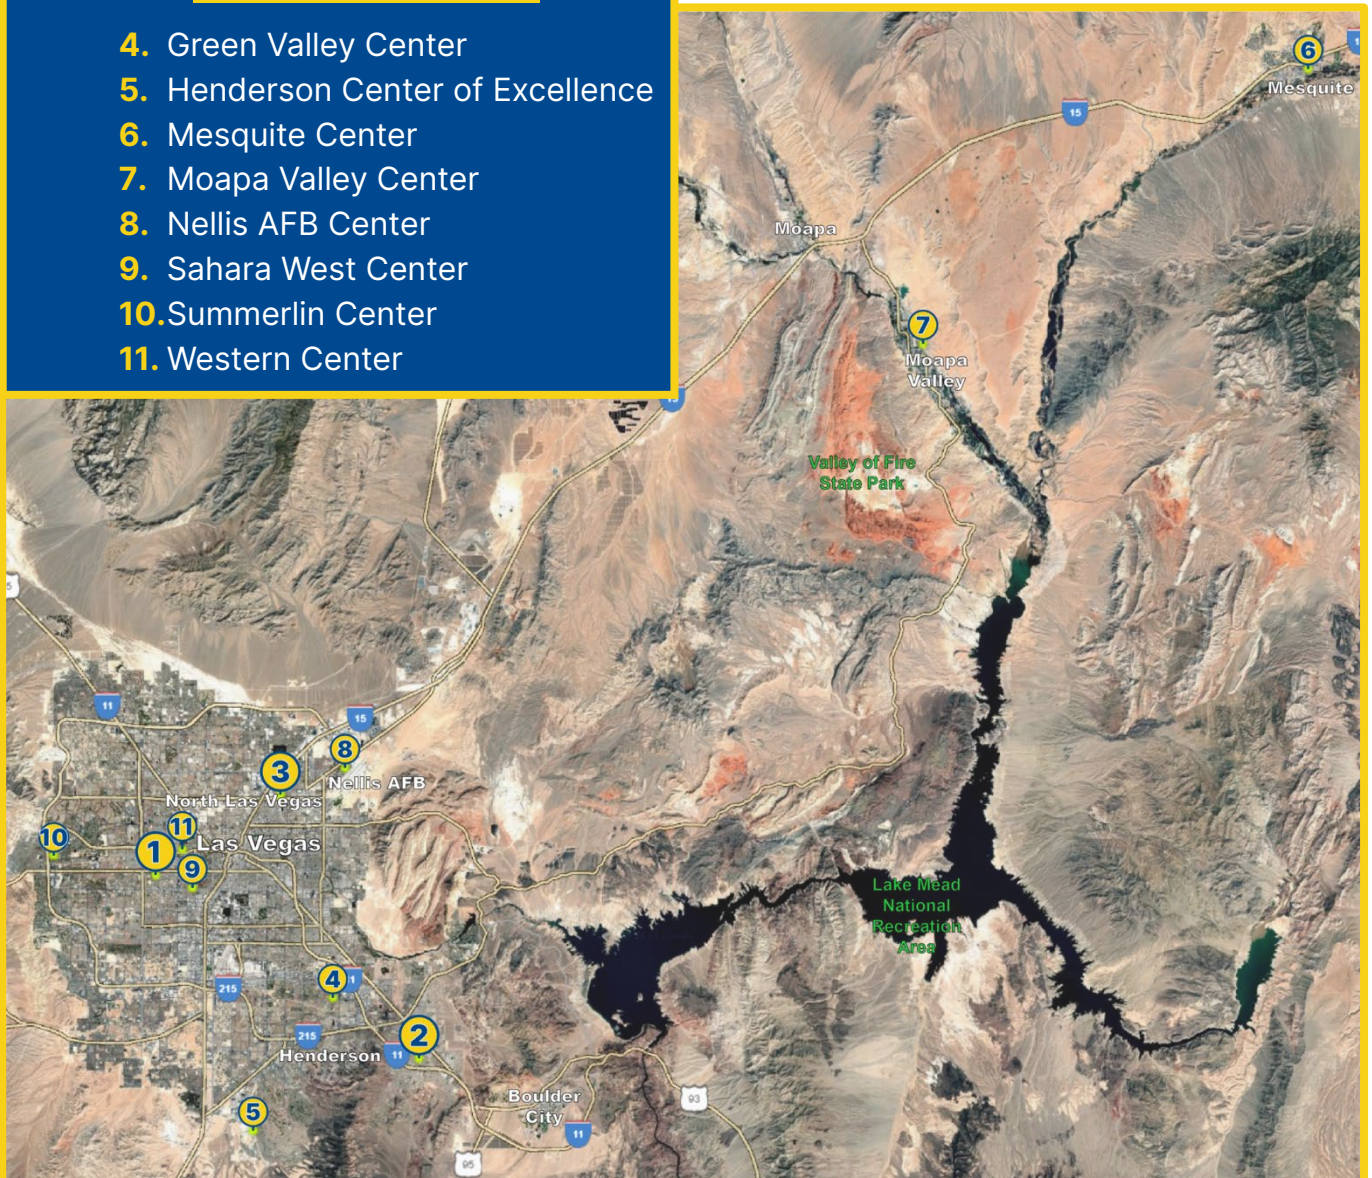 4. Green Valley Center
5. Henderson Center of Excellence
6. Mesquite Center
7. Moapa Valley Center
8. Nellis AFB Center
9. Sahara West Center
10. Summerlin Center
11. Western Center
6
Mesquite
15
Moapa
7
Moapa
Valley
Valley of Fire
State Park
11
15
8
3
Nellis AFB
North Las Vegas
10
11
1
Las Vegas
9
Lake Mead
National
Recreation
Area
4
215
2
215
Henderson
11
Boulder
City
93
5
11
95